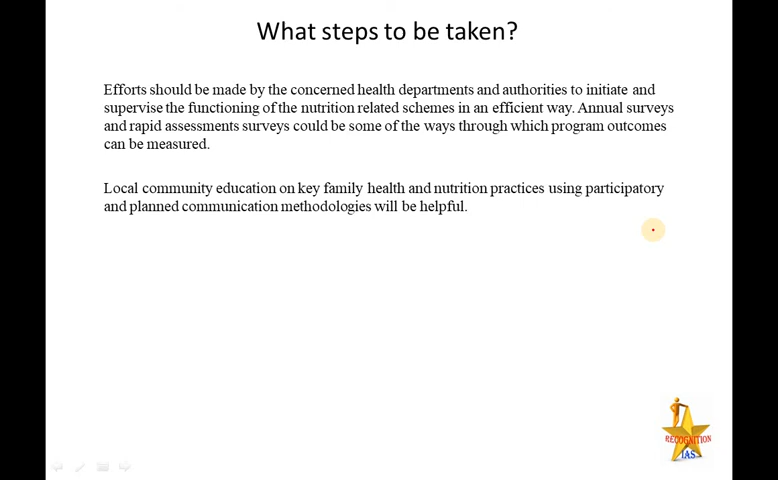 What steps to be taken?
Efforts should be made by the concerned health departments and authorities to initiate and
supervise the functioning of the nutrition related schemes in an efficient way. Annual surveys
and rapid assessments surveys could be some of the ways through which program outcomes
can be measured.
Local community education on key family health and nutrition practices using participatory
and planned communication methodologies will be helpful.
RECOGNITION
IAS